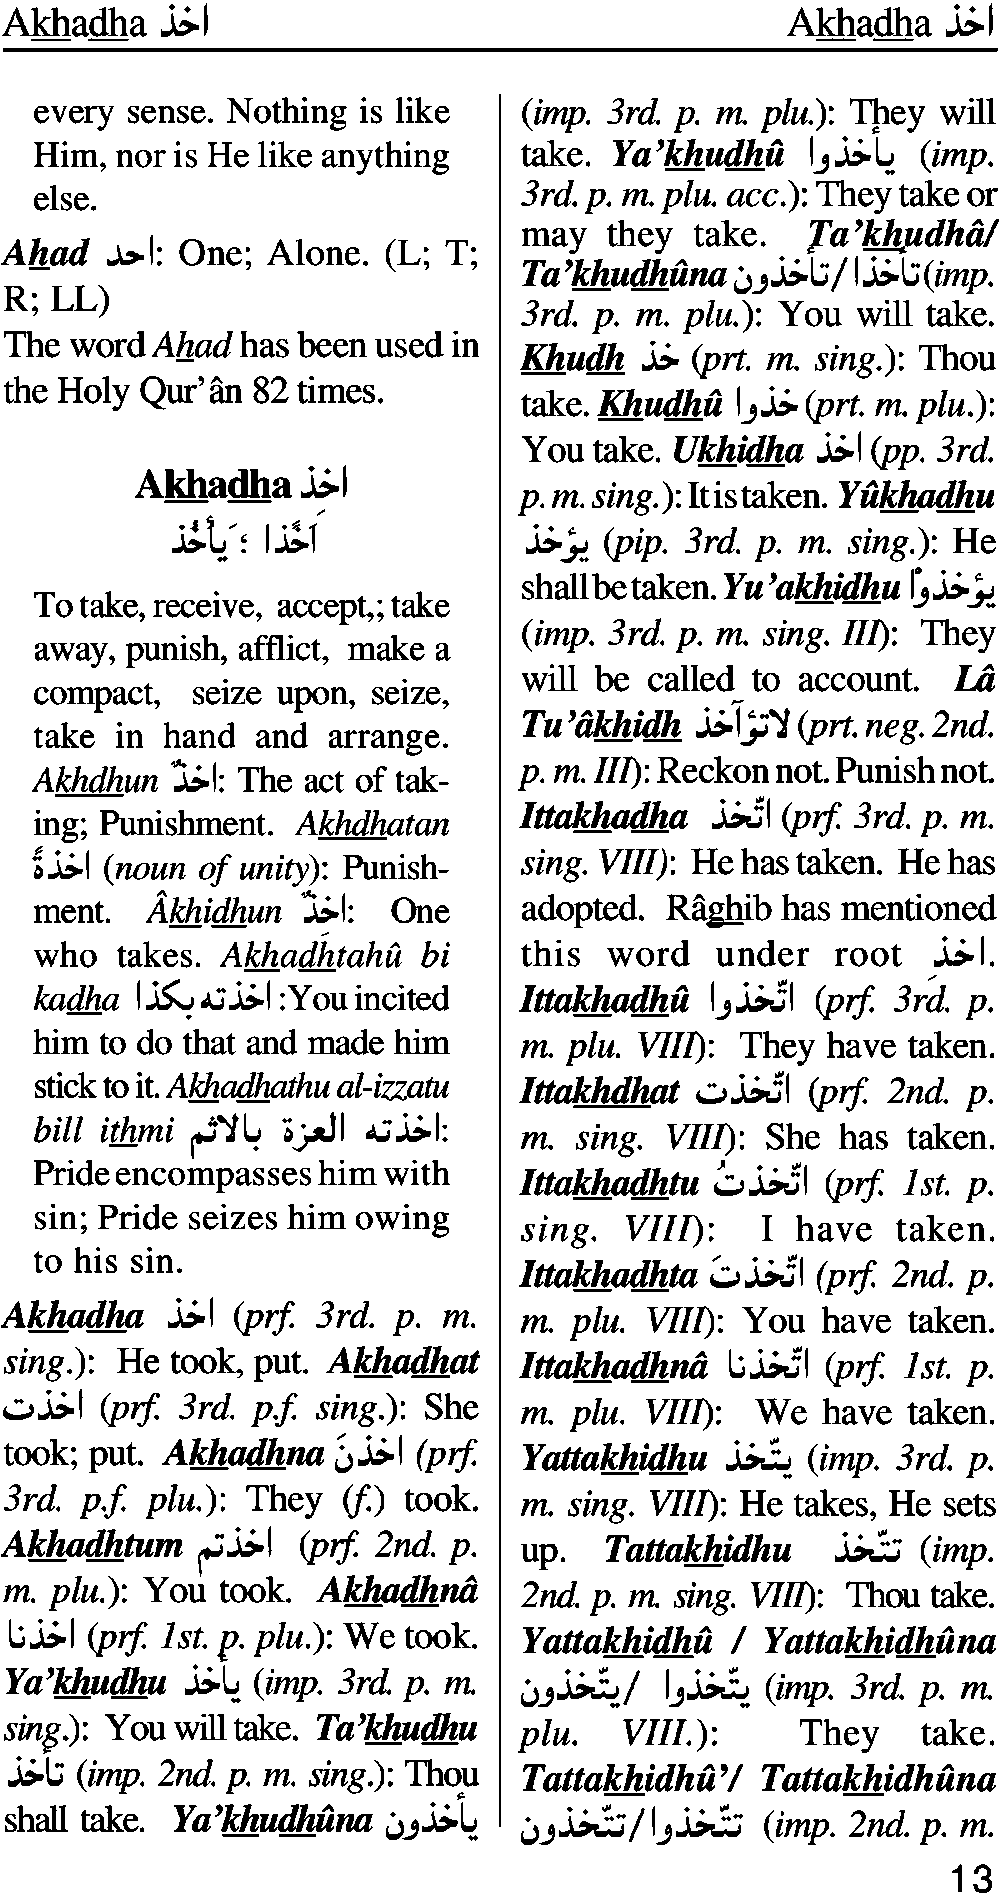 Akhadha اخذ Akhadha اخذ
every sense. Nothing is like
Him, nor is He like anything
else.
Ahad احد: One; Alone. (L; T;
R; LL)
The word Ahad has been used in
the Holy Qur'ân 82 times.
Akhadha اَخَذَ
اَخْذا ؛ يَأْخُذ
To take, receive, accept,; take
away, punish, afflict, make a
compact, seize upon, seize,
take in hand and arrange.
Akhdhun اخذٌ: The act of tak-
ing; Punishment. Akhdhatan
اخذةً (noun of unity): Punish-
ment. Âkhidhun اخِذٌ: One
who takes. Akhadhtahû bi
kadha اخذته بكذا :You incited
him to do that and made him
stick to it. Akhadhathu al-izzatu
bill ithmi اخذته العزة بالاثم:
Pride encompasses him with
sin; Pride seizes him owing
to his sin.
Akhadha اخذ (prf. 3rd. p. m.
sing.): He took, put. Akhadhat
اخذت (prf. 3rd. p.f. sing.): She
took; put. Akhadhna اخذنَ (prf.
3rd. p.f. plu.): They (f.) took.
Akhadhtum اخذتم (prf. 2nd. p.
m. plu.): You took. Akhadhnâ
اخذنا (prf. 1st. p. plu.): We took.
Ya'khudhu يأخذ (imp. 3rd. p. m.
sing.): You will take. Ta'khudhu
تأخذ (imp. 2nd. p. m. sing.): Thou
shall take. Ya'khudhûna يأخذون
(imp. 3rd. p. m. plu.): They will
take. Ya'khudhû يأخذوا (imp.
3rd. p. m. plu. acc.): They take or
may they take. Ta'khudhâ/
Ta'khudhûna تأخذا/تأخذون (imp.
3rd. p. m. plu.): You will take.
Khudh خذ (prt. m. sing.): Thou
take. Khudhû خذوا (prt. m. plu.):
You take. Ukhidha اخذ (pp. 3rd.
p. m. sing.): It is taken. Yûkhadhu
يؤخذ (pip. 3rd. p. m. sing.): He
shall be taken. Yu'akhidhu يؤخذوا
(imp. 3rd. p. m. sing. III): They
will be called to account. Lâ
Tu'âkhidh لاتؤآخذ (prt. neg. 2nd.
p. m. III): Reckon not. Punish not.
Ittakhadha اتّخذ (prf. 3rd. p. m.
sing. VIII): He has taken. He has
adopted. Râghib has mentioned
this word under root اخذ.
Ittakhadhû اتّخِذوا (prf. 3rd. p.
m. plu. VIII): They have taken.
Ittakhdhat اتّخذت (prf. 2nd. p.
m. sing. VIII): She has taken.
Ittakhadhtu اتّخذتُ (prf. 1st. p.
sing. VIII): I have taken.
Ittakhadhta اتّخذتَ (prf. 2nd. p.
m. plu. VIII): You have taken.
Ittakhadhnâ اتّخذنا (prf. 1st. p.
m. plu. VIII): We have taken.
Yattakhidhu يتّخذ (imp. 3rd. p.
m. sing. VIII): He takes, He sets
up. Tattakhidhu تتّخذ (imp.
2nd. p. m. sing. VIII): Thou take.
Yattakhidhû / Yattakhidhûna
يتّخذوا /يتّخذون (imp. 3rd. p. m.
plu. VIII.): They take.
Tattakhidhû'/ Tattakhidhûna
تتّخذوا/تتّخذون (imp. 2nd. p. m.
13